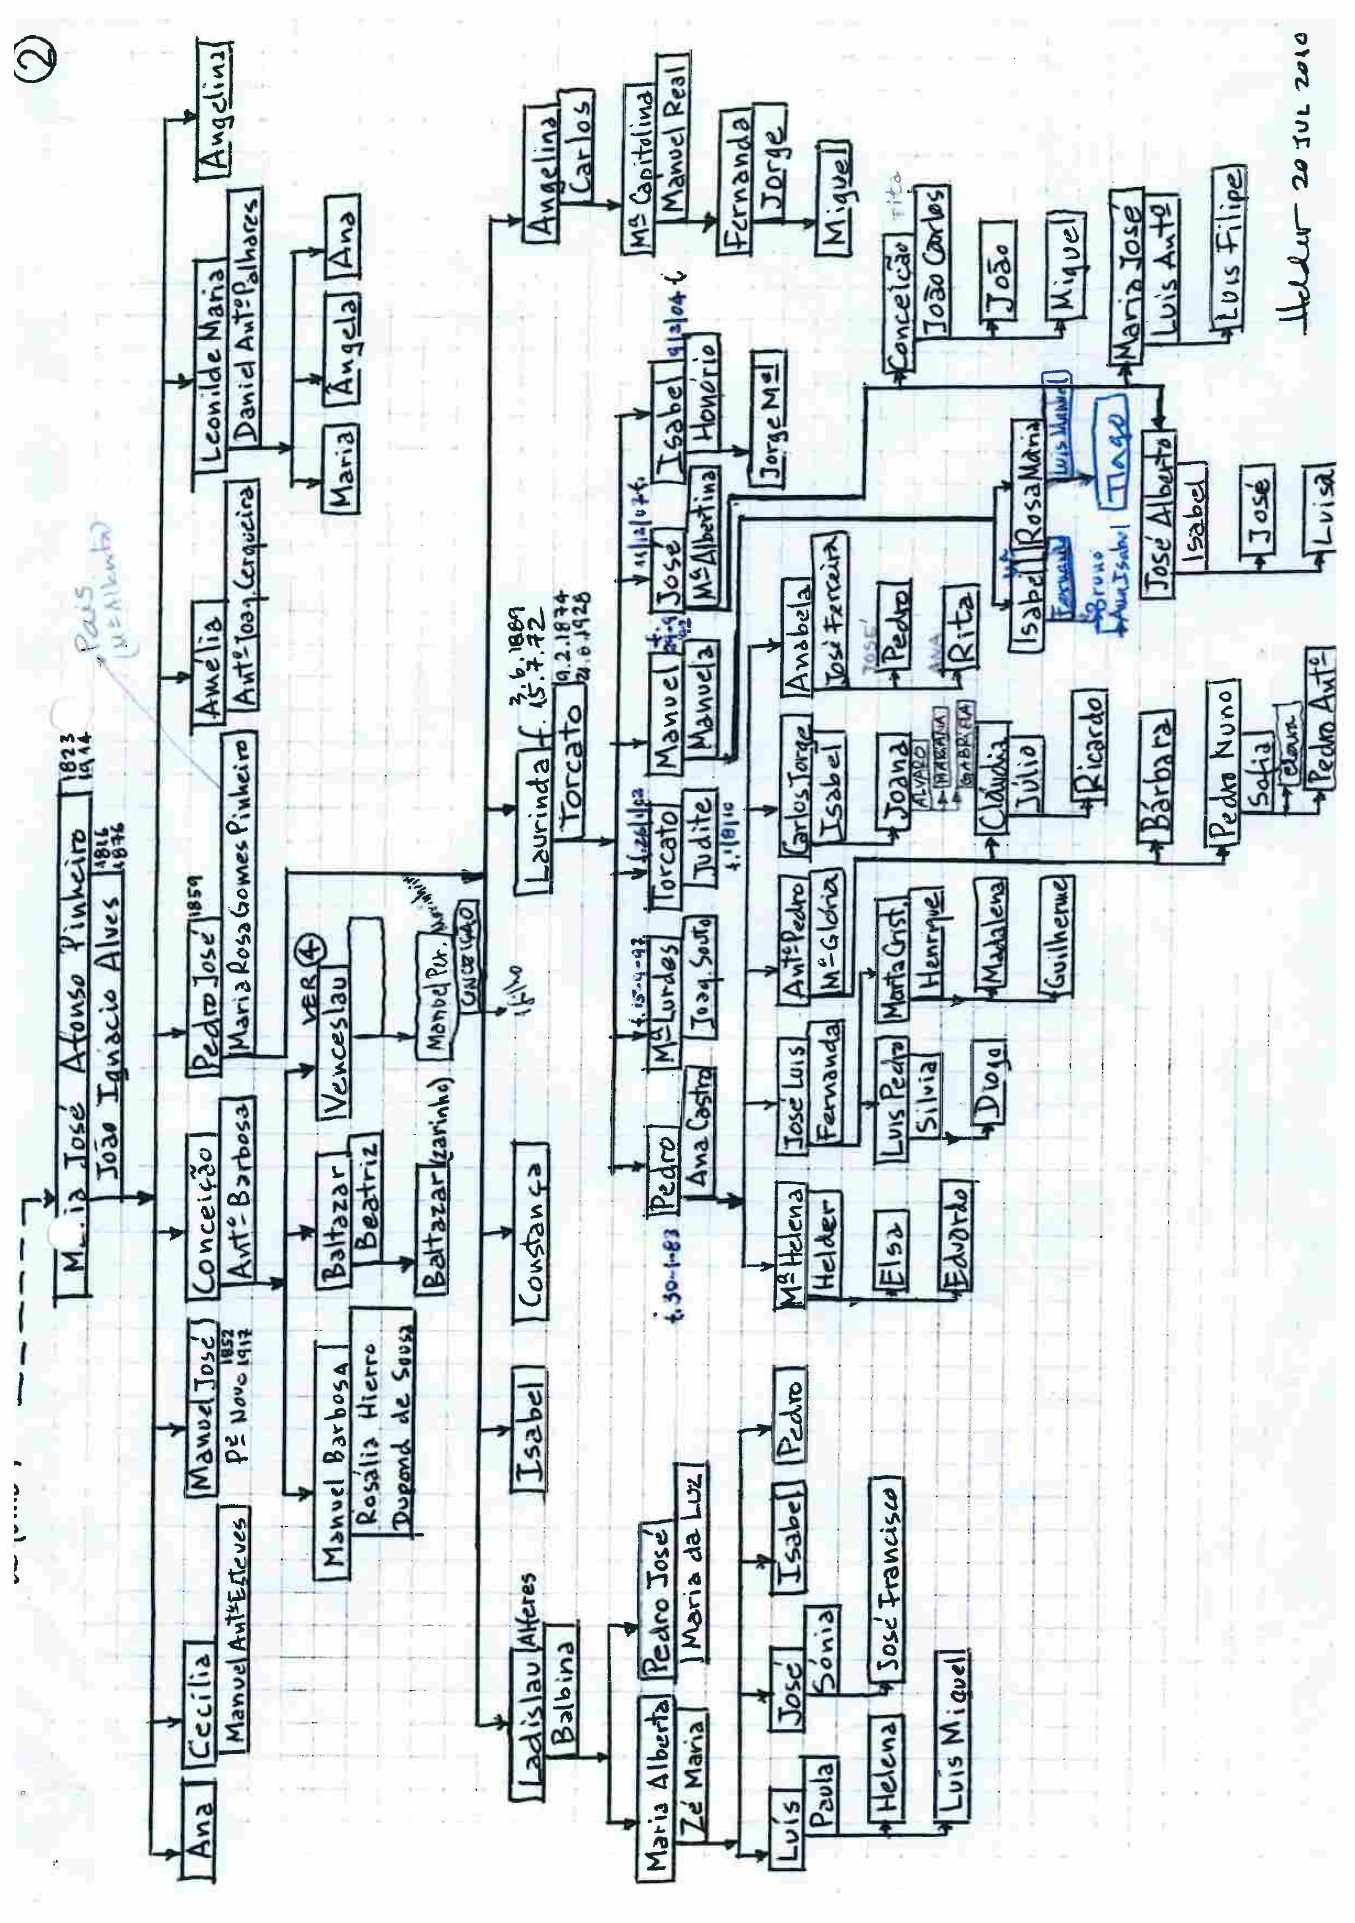 ②
Maria José Afonso Pinheiro 1823 1914
João Ignacio Alves 1816 1876
Pais
(Mª Alberta)
Ana
Cecília
Manuel Antº Esteves
Manuel José
Pe Novo 1852 1917
Conceição
Antº Barbosa
Pedro José 1859
Maria Rosa Gomes Pinheiro
Amélia
Antº Joaq. Cerqueira
Leonilde Maria
Daniel Antº Palhares
Angelina
VER ④
Manuel Barbosa
Rosália Hierro
Dupond de Sousa
Baltazar
Beatriz
Baltazar (zarinho)
Venceslau
Manuel Per. Marinheiro
CONCEIÇÃO
1 filho
Maria
Ângela
Ana
Ladislau Alferes
Balbina
Isabel
Constança
Laurinda f. 3.6.1889 15.7.72
Torcato 9.2.1874 21.6.1928
Angelina
Carlos
Maria Alberta
Zé Maria
Pedro José
Maria da Luz
f. 30-1-83
Pedro
Ana Castro
f. 15-4-97
Mª Lurdes
Joaq. Souto
f. 26/1/02
Torcato
Judite
f. 1/8/10
Manuel
Manuela
11/12/07 f.
José
Mª Albertina
Isabel 9/2/04 f
Honório
Jorge Mel
Mª Capitolina
Manuel Real
Fernanda
Jorge
Miguel
Luís
Paula
Helena
Luís Miguel
José
Sónia
José Francisco
Isabel
Pedro
Mª Helena
Helder
Elsa
Eduardo
José Luis
Fernanda
Luis Pedro
Silvia
Diogo
Marta Crist.
Henrique
Madalena
Guilherme
Antº Pedro
Mª Glória
Carlos Jorge
Isabel
Joana
ALVARO
MARIANA
GABRIELA
Cláudia
Júlio
Ricardo
Bárbara
Pedro Nuno
Sofia
Clara
Pedro Antº
Anabela
José Ferreira
JOSÉ
Pedro
ANA
Rita
Isabel
Fernando
Bruno
Ana Isabel
Rosa Maria
Luis Manuel
Tiago
José Alberto
Isabel
José
Luisa
Conceição Tita
João Carlos
João
Miguel
Maria José
Luis Antº
Luis Filipe
Helder 20 JUL 2010